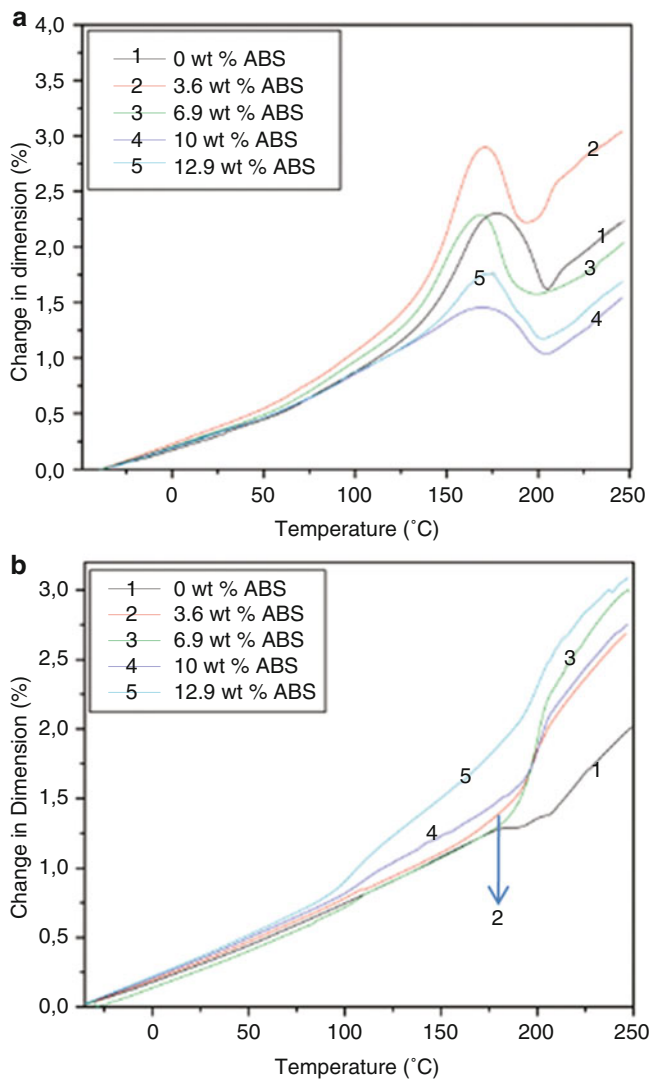 a
4,0
3,5
3,0
2,5
2,0
1,5
1,0
0,5
0,0
Change in dimension (%)
1 0 wt % ABS
2 3.6 wt % ABS
3 6.9 wt % ABS
4 10 wt % ABS
5 12.9 wt % ABS
2
1
3
5
4
0 50 100 150 200 250
Temperature (˚C)
b
3.0
2,5
2,0
1,5
1,0
0,5
0,0
Change in Dimension (%)
1 0 wt % ABS
2 3.6 wt % ABS
3 6.9 wt % ABS
4 10 wt % ABS
5 12.9 wt % ABS
3
5
1
4
2
0 50 100 150 200 250
Temperature (˚C)